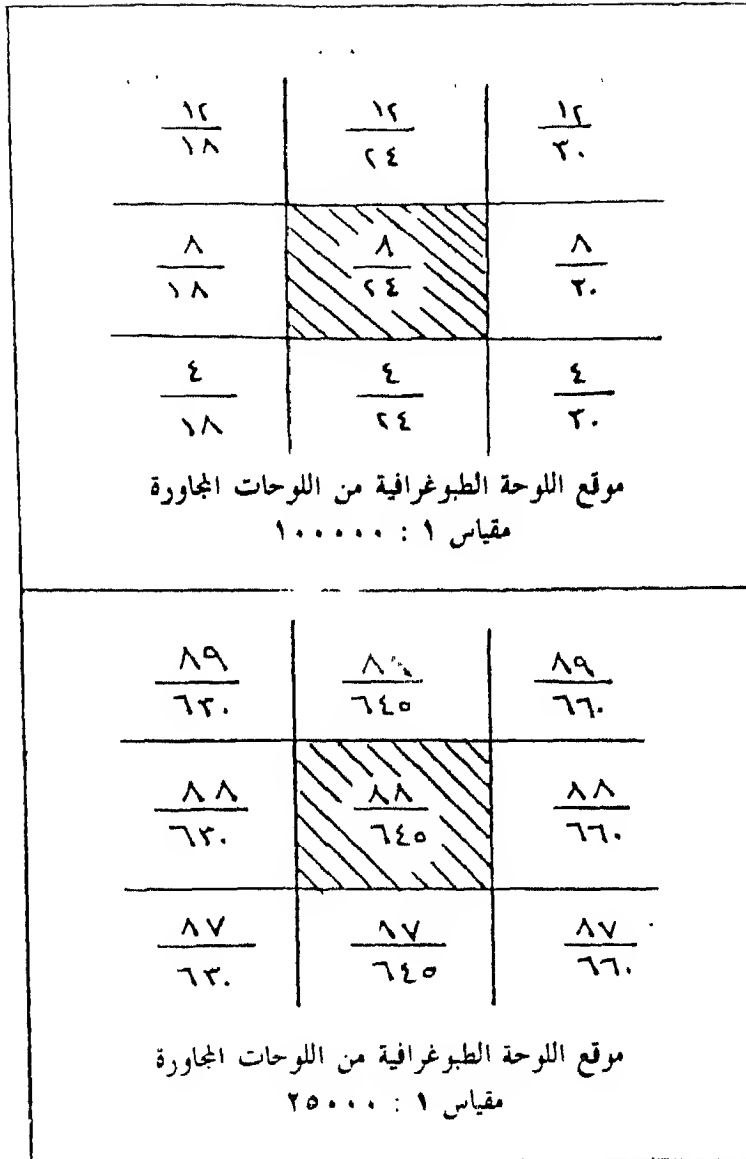 ١٢ ١٢ ١٢
٣٠ ٢٤ ١٨
٨ ٨ ٨
٣٠ ٢٤ ١٨
٤ ٤ ٤
٣٠ ٢٤ ١٨
موقع اللوحة الطبوغرافية من اللوحات المجاورة
مقياس ١ : ١٠٠٠٠٠
٨٩ ٨٩
٦٦٠ ٦٤٥ ٦٣٠
٨٨ ٨٨ ٨٨
٦٦٠ ٦٤٥ ٦٣٠
٨٧ ٨٧ ٨٧
٦٦٠ ٦٤٥ ٦٣٠
موقع اللوحة الطبوغرافية من اللوحات المجاورة
مقياس ١ : ٢٥٠٠٠